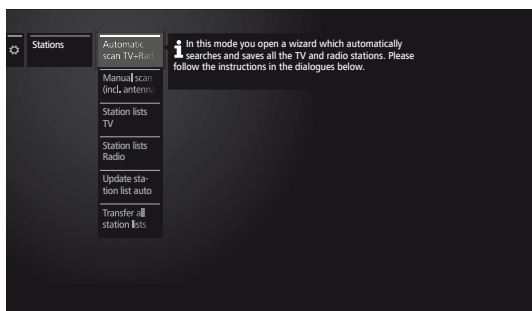 Stations
Automatic
scan TV+Rad
Manual scan
(incl. antenna
Station lists
TV
Station lists
Radio
Update sta-
tion list auto
Transfer all
station lists
In this mode you open a wizard which automatically
searches and saves all the TV and radio stations. Please
follow the instructions in the dialogues below.